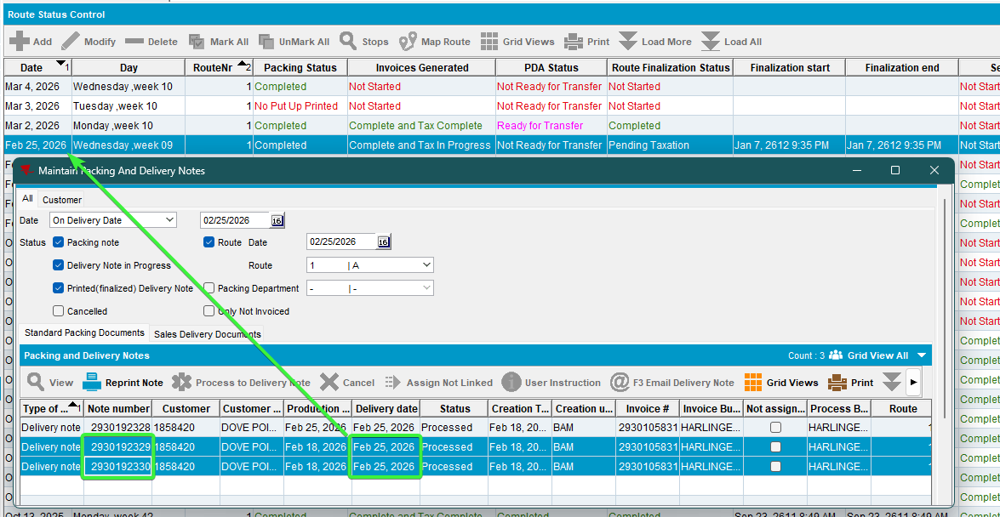 Route Status Control
Add Modify Delete Mark All UnMark All Stops Map Route Grid Views Print Load More Load All
Date 1 Day RouteNr 2 Packing Status Invoices Generated PDA Status Route Finalization Status Finalization start Finalization end Se
Mar 4, 2026 Wednesday ,week 10 1 Completed Not Started Not Ready for Transfer Not Started Not Start
Mar 3, 2026 Tuesday ,week 10 1 No Put Up Printed Not Started Not Ready for Transfer Not Started Not Start
Mar 2, 2026 Monday ,week 10 1 Completed Complete and Tax Complete Ready for Transfer Completed Not Start
Feb 25, 2026 Wednesday ,week 09 1 Completed Complete and Tax In Progress Not Ready for Transfer Pending Taxation Jan 7, 2612 9:35 PM Jan 7, 2612 9:35 PM Not Start
Not Start
Maintain Packing And Delivery Notes
Complet
All Customer
Not Start
Date On Delivery Date 02/25/2026 16
Complet
Status Packing note Route Date 02/25/2026 16
Not Start
Delivery Note in Progress Route 1 | A
Not Start
Printed(finalized) Delivery Note Packing Department - | -
Not Start
Cancelled Only Not Invoiced
Not Start
Not Start
Standard Packing Documents Sales Delivery Documents
Complet
Packing and Delivery Notes Count : 3 Grid View All
Complet
View Reprint Note Process to Delivery Note Cancel Assign Not Linked User Instruction F3 Email Delivery Note Grid Views Print
Complet
Type of ... 1 Note number Customer Customer ... Production ... Delivery date Status Creation T... Creation u... Invoice # Invoice Bu... Not assign... Process B... Route
Delivery note 2930192328 1858420 DOVE POI... Feb 25, 2026 Feb 25, 2026 Processed Feb 18, 20... BAM 2930105831 HARLINGE... HARLINGE...
Delivery note 2930192329 1858420 DOVE POI... Feb 18, 2026 Feb 25, 2026 Processed Feb 18, 20... BAM 2930105831 HARLINGE... HARLINGE...
Delivery note 2930192330 1858420 DOVE POI... Feb 18, 2026 Feb 25, 2026 Processed Feb 18, 20... BAM 2930105831 HARLINGE... HARLINGE...
Oct 13, 2025 Monday ,week 42 1 Completed Complete and Tax Complete Completed Completed Sep 23, 2611 8:49 AM Sep 23, 2611 8:49 AM Complet